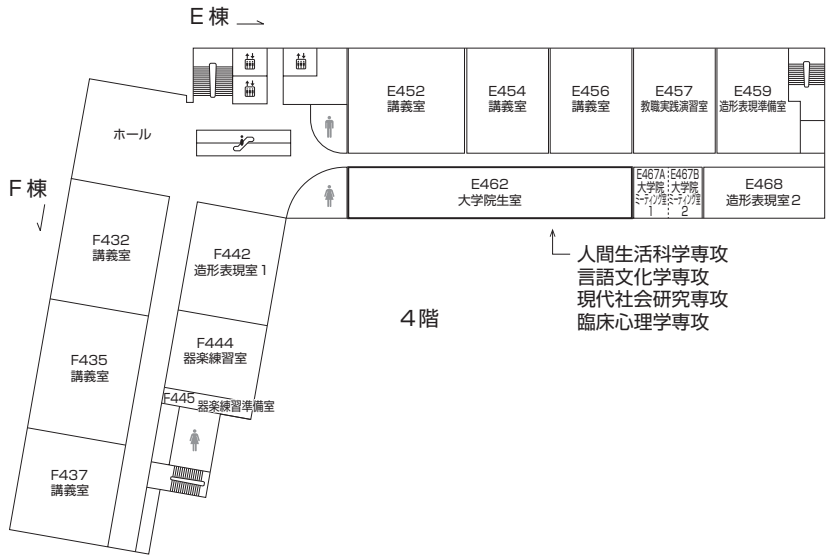 E棟
F棟
ホール
E452
講義室
E454
講義室
E456
講義室
E457
教職実践演習室
E459
造形表現準備室
E462
大学院生室
E467A
大学院
ミーティング室
1
E467B
大学院
ミーティング室
2
E468
造形表現室2
人間生活科学専攻
言語文化学専攻
現代社会研究専攻
臨床心理学専攻
4階
F432
講義室
F442
造形表現室1
F435
講義室
F444
器楽練習室
F445 器楽練習準備室
F437
講義室